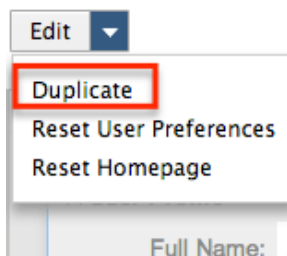 Edit
Duplicate
Reset User Preferences
Reset Homepage
Full Name: